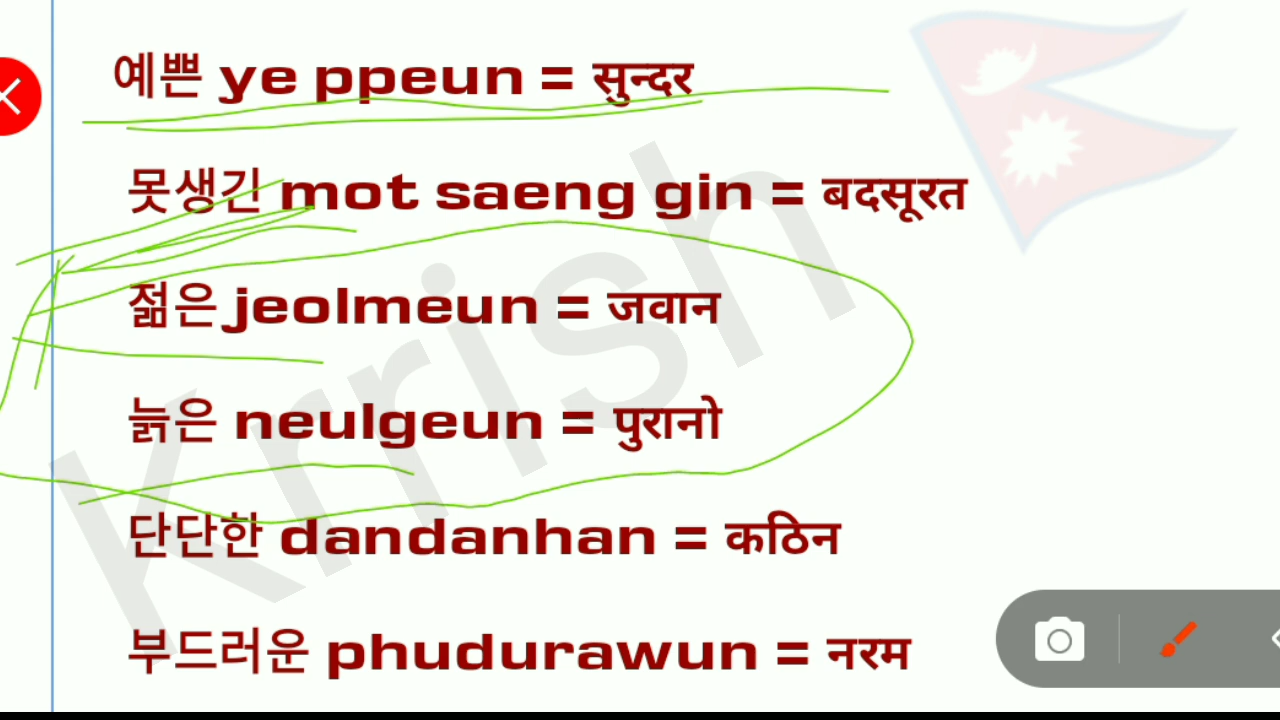 예쁜 ye ppeun = सुन्दर
못생긴 mot saeng gin = बदसूरत
젊은 jeolmeun = जवान
늙은 neulgeun = पुरानो
단단한 dandanhan = कठिन
부드러운 phudurawun = नरम
Krrish